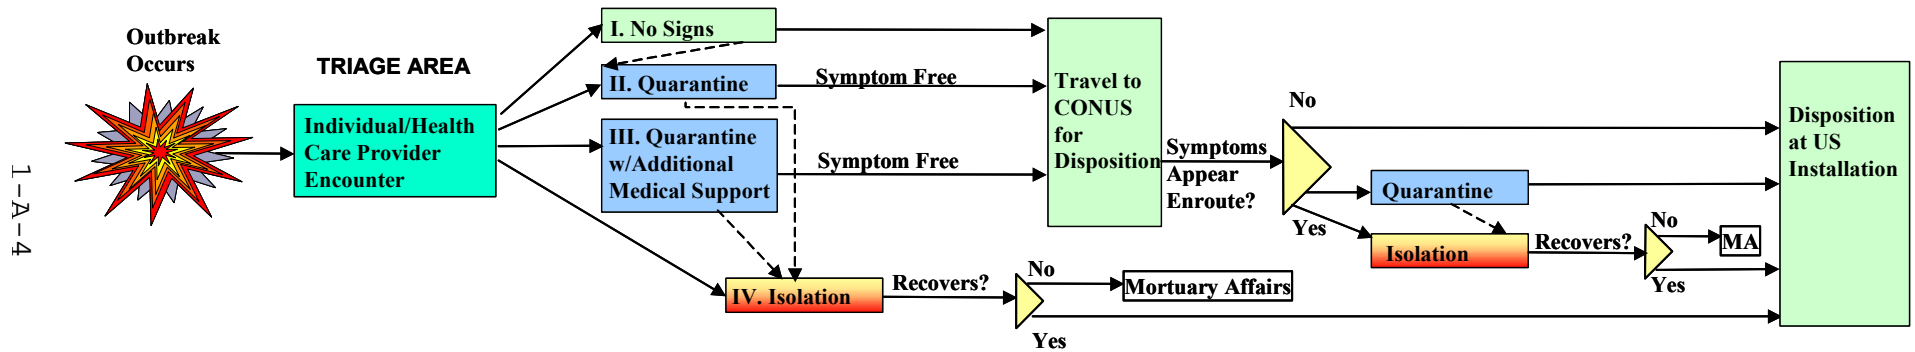 Outbreak
Occurs
TRIAGE AREA
Individual/Health
Care Provider
Encounter
I. No Signs
II. Quarantine
III. Quarantine
w/Additional
Medical Support
IV. Isolation
Symptom Free
Symptom Free
Recovers?
No
Yes
Mortuary Affairs
Travel to
CONUS
for
Disposition
Symptoms
Appear
Enroute?
No
Yes
Quarantine
Isolation
Recovers?
No
Yes
MA
Disposition
at US
Installation
1-A-4